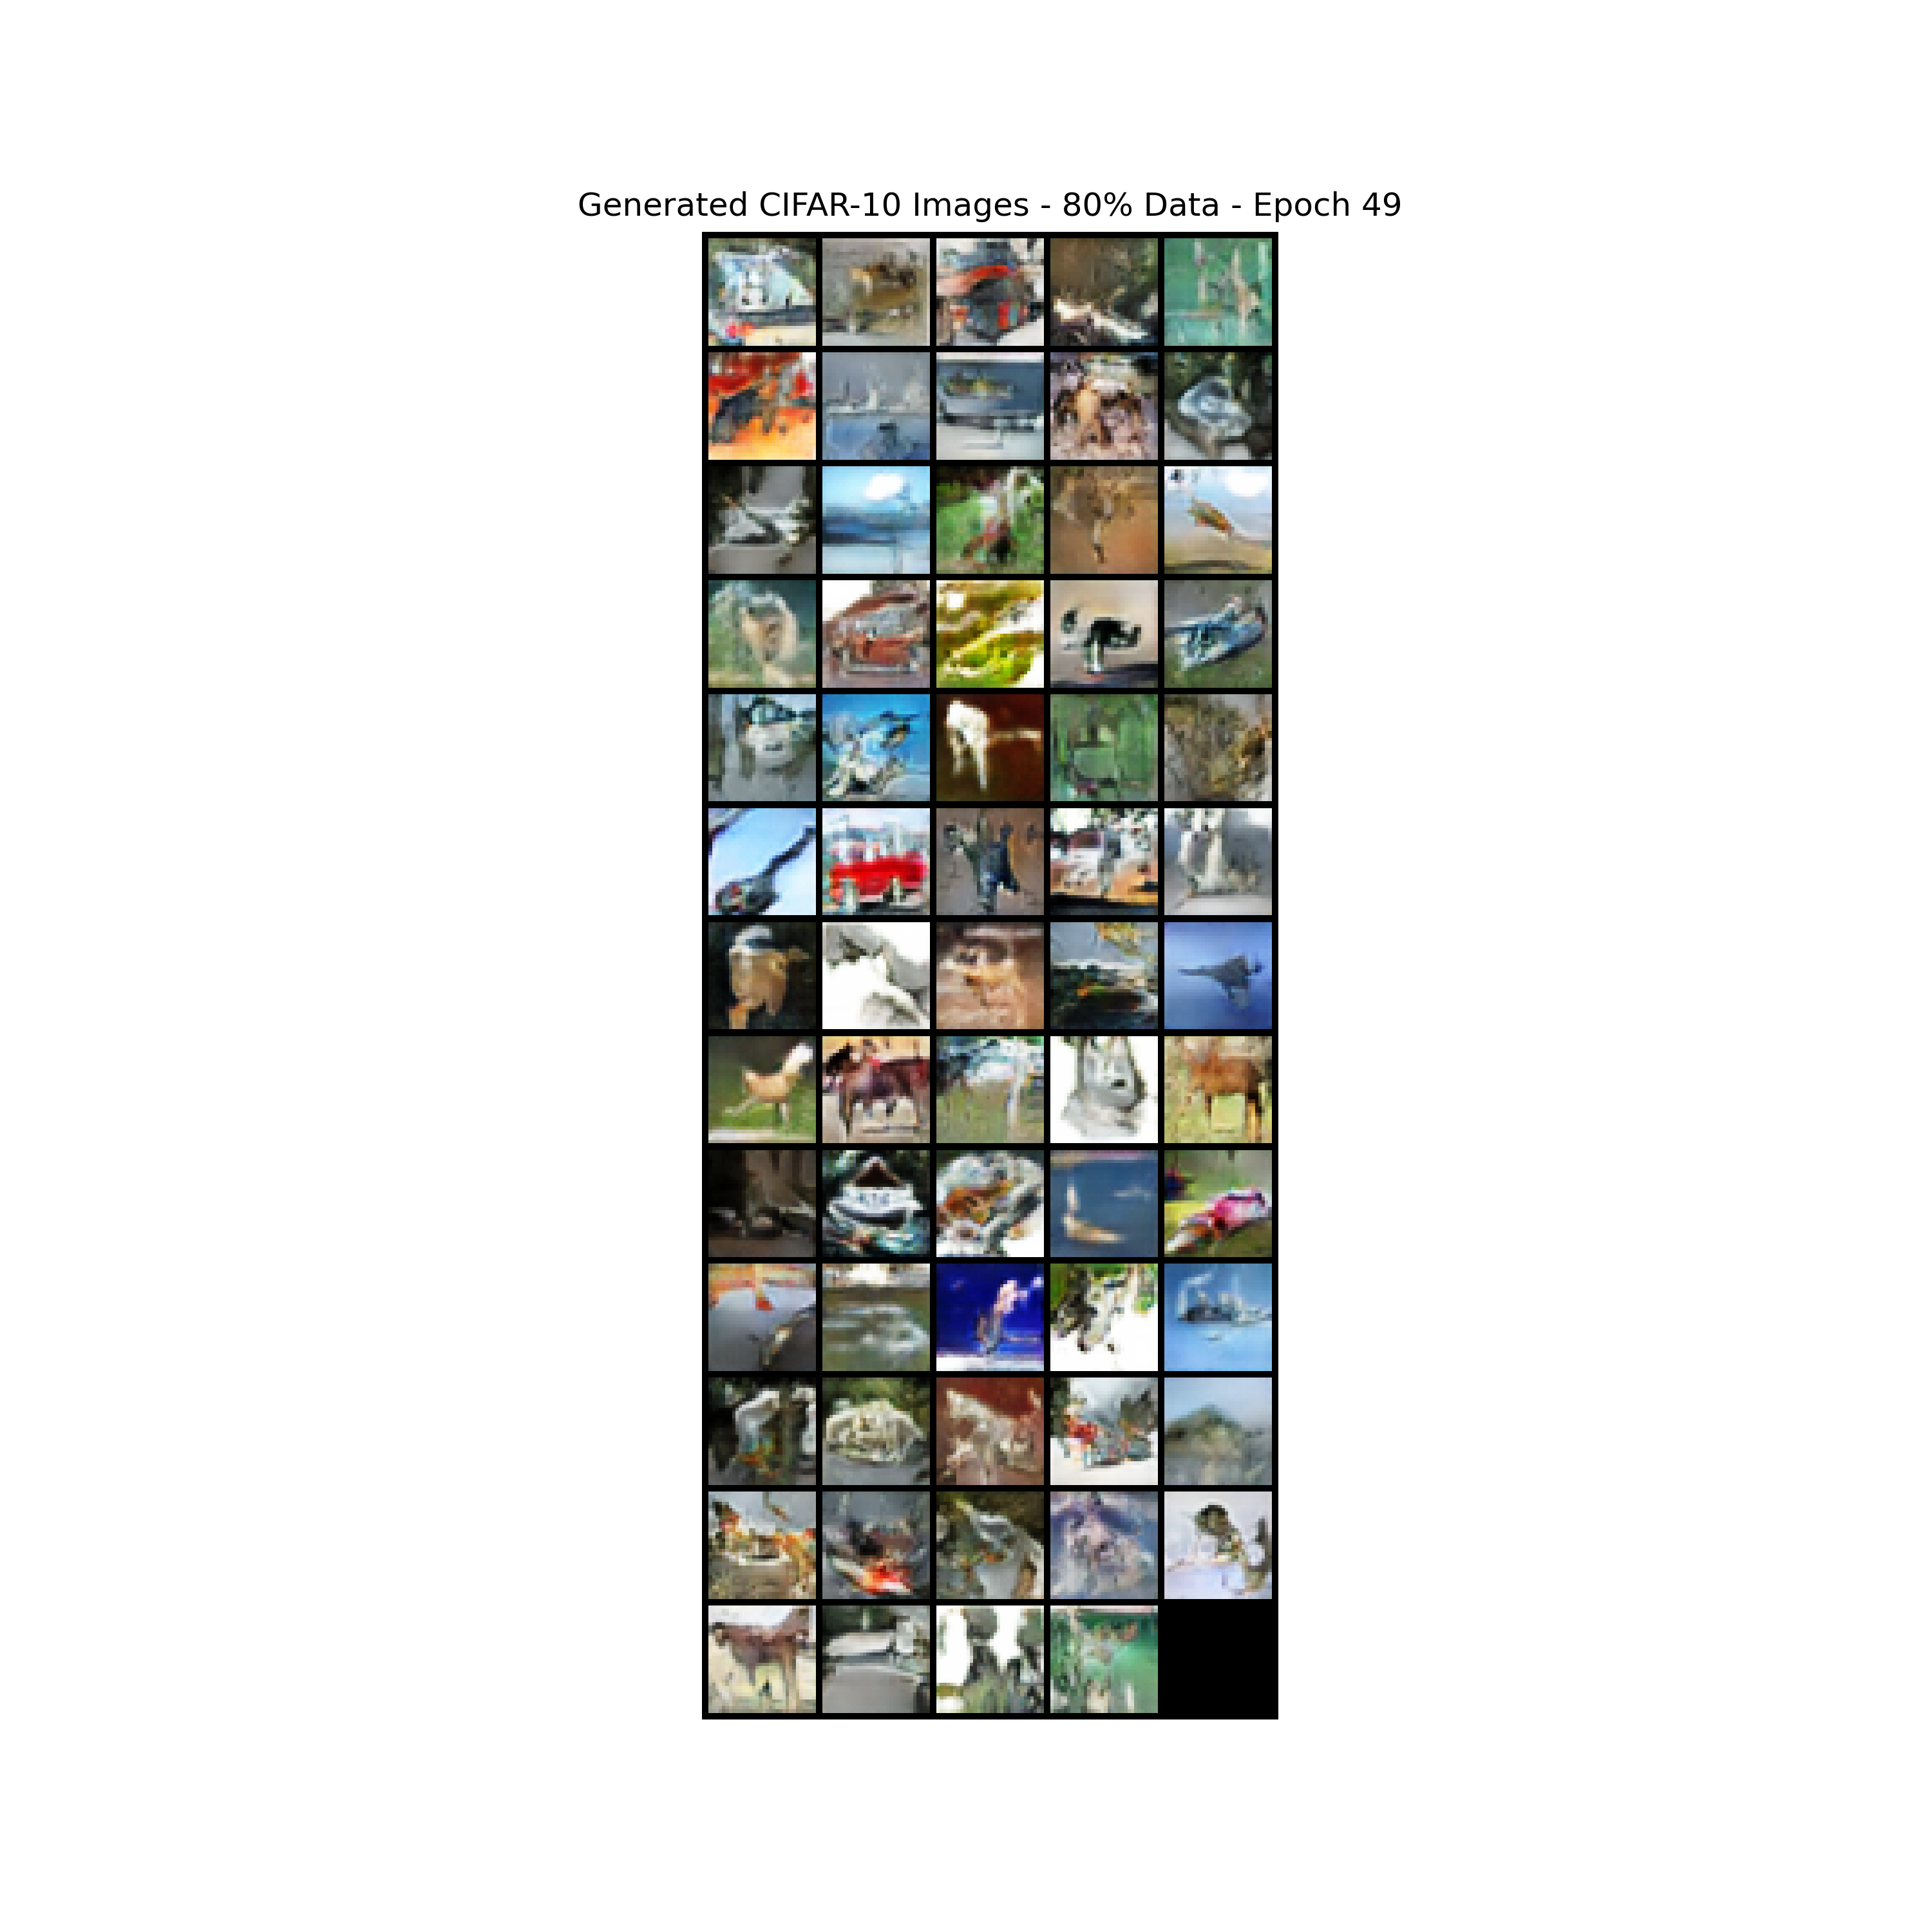 Generated CIFAR-10 Images - 80% Data - Epoch 49